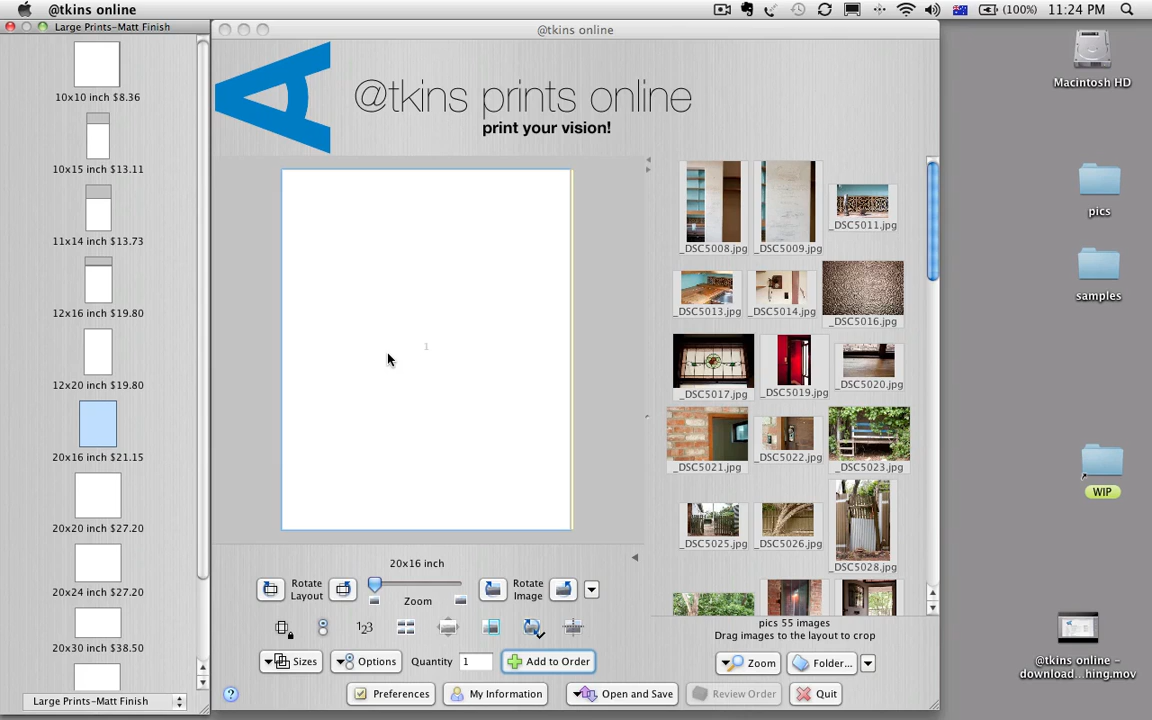 @tkins online
(100%)
11:24 PM
Large Prints-Matt Finish
10x10 inch $8.36
10x15 inch $13.11
11x14 inch $13.73
12x16 inch $19.80
12x20 inch $19.80
20x16 inch $21.15
20x20 inch $27.20
20x24 inch $27.20
20x30 inch $38.50
Large Prints-Matt Finish
@tkins online
@tkins prints online
print your vision!
1
20x16 inch
Rotate Layout
Zoom
Rotate Image
123
Sizes
Options
Quantity 1
Add to Order
Preferences
My Information
Open and Save
Review Order
Quit
_DSC5008.jpg
_DSC5009.jpg
_DSC5011.jpg
_DSC5013.jpg
_DSC5014.jpg
_DSC5016.jpg
_DSC5017.jpg
_DSC5019.jpg
_DSC5020.jpg
_DSC5021.jpg
_DSC5022.jpg
_DSC5023.jpg
_DSC5025.jpg
_DSC5026.jpg
_DSC5028.jpg
pics 55 images
Drag images to the layout to crop
Zoom
Folder...
Macintosh HD
pics
samples
WIP
@tkins online –
download...hing.mov